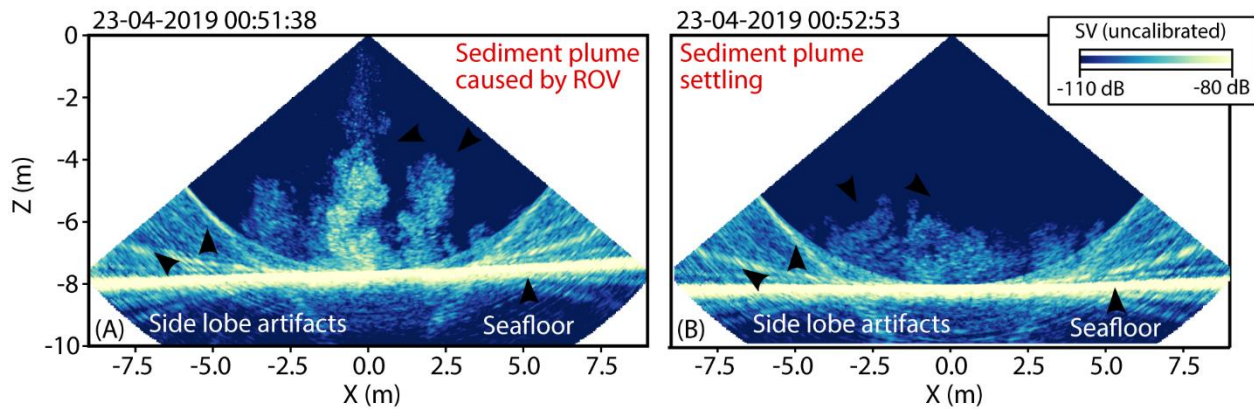 23-04-2019 00:51:38
23-04-2019 00:52:53
SV (uncalibrated)
-110 dB
-80 dB
Sediment plume
caused by ROV
Sediment plume
settling
Z (m)
0
-2
-4
-6
-8
-10
(A)
Side lobe artifacts
Seafloor
(B)
Side lobe artifacts
Seafloor
-7.5 -5.0 -2.5 0.0 2.5 5.0 7.5
-7.5 -5.0 -2.5 0.0 2.5 5.0 7.5
X (m)
X (m)